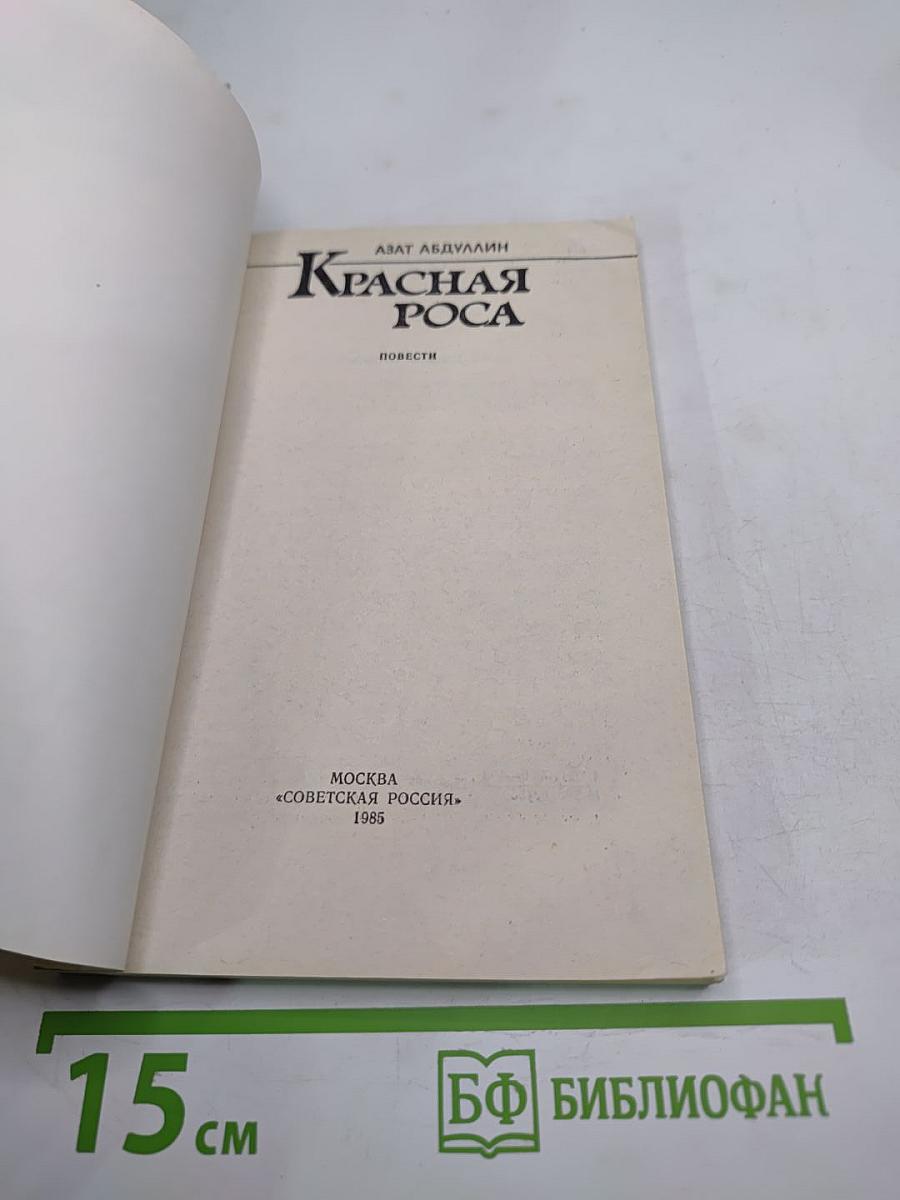 АЗАТ АБДУЛЛИН
КРАСНАЯ
РОСА
ПОВЕСТИ
МОСКВА
«СОВЕТСКАЯ РОССИЯ»
1985
15 см
БФ БИБЛИОФАН